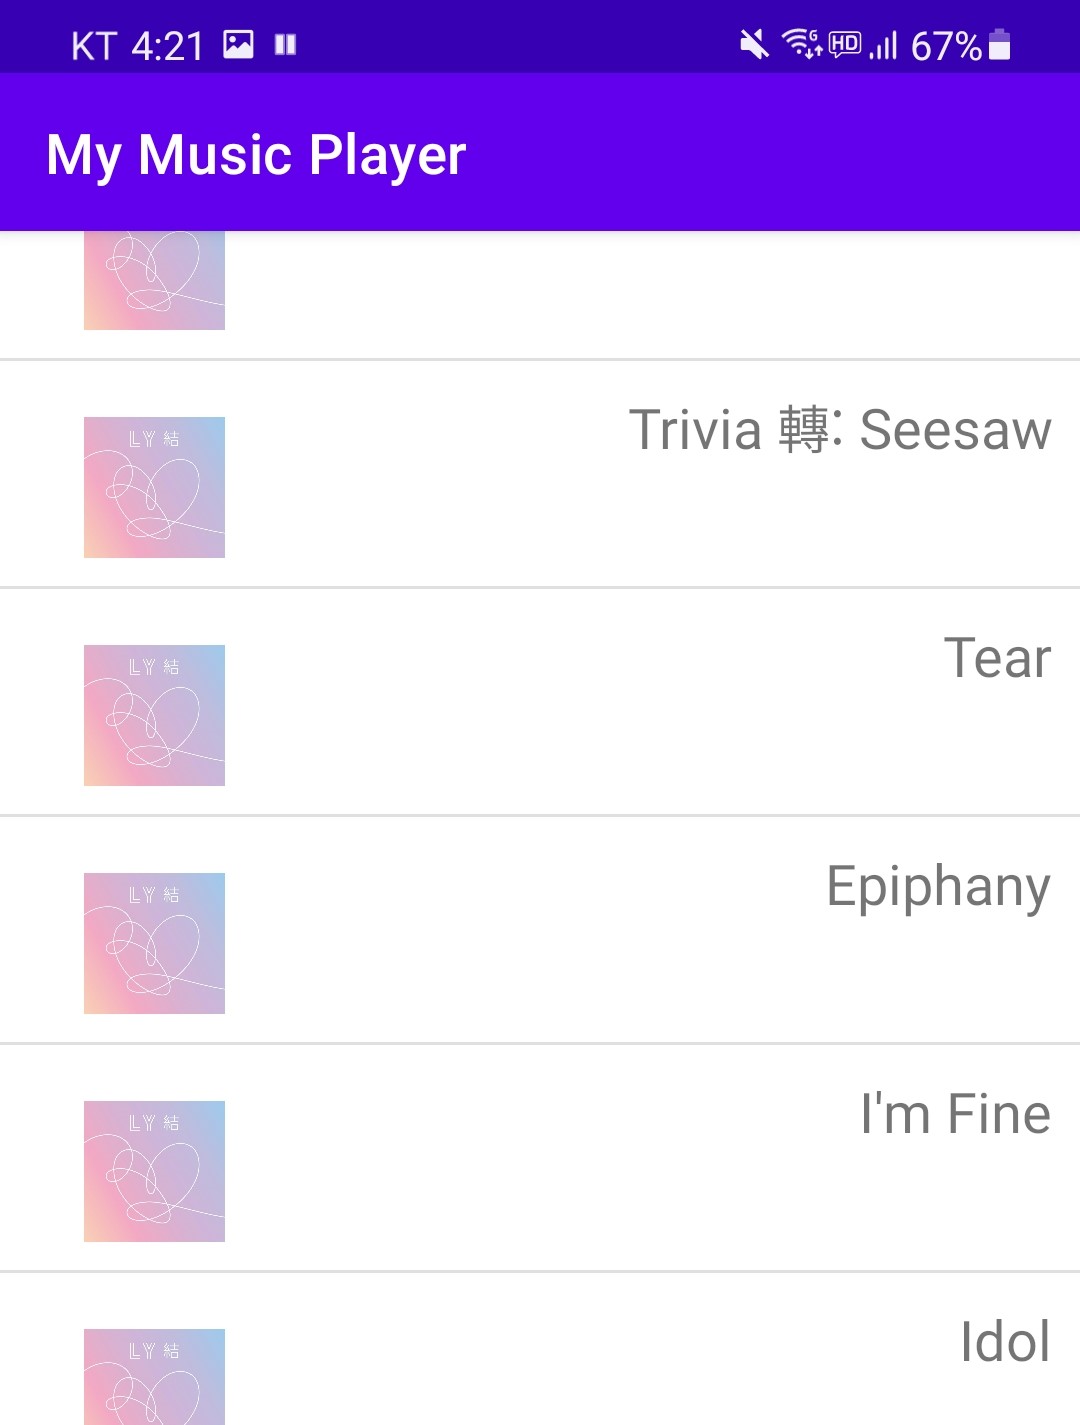 KT 4:21 HD 67%
My Music Player
Trivia 轉: Seesaw
LY 結
Tear
LY 結
Epiphany
LY 結
I'm Fine
LY 結
Idol
LY 結